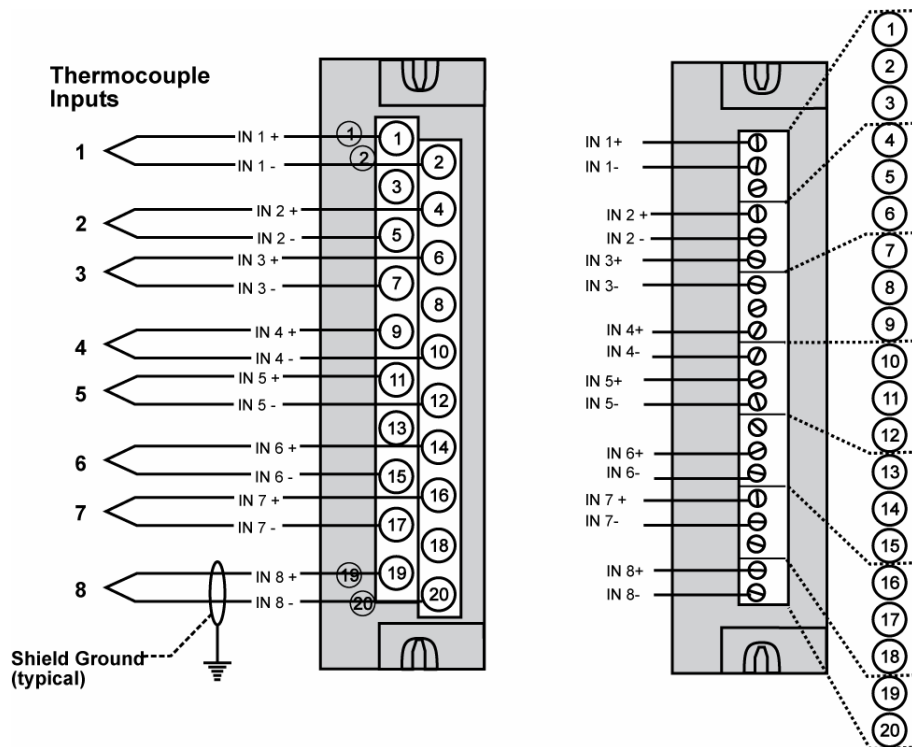 Thermocouple
Inputs
1
IN 1 +
1
1
IN 1 -
2
2
3
2
IN 2 +
4
IN 2 -
5
3
IN 3 +
6
IN 3 -
7
8
4
IN 4 +
9
IN 4 -
10
5
IN 5 +
11
IN 5 -
12
13
6
IN 6+
14
IN 6 -
15
7
IN 7 +
16
IN 7 -
17
18
8
IN 8 +
19
19
IN 8 -
20
20
Shield Ground
(typical)
IN 1+
IN 1-
IN 2 +
IN 2 -
IN 3+
IN 3-
IN 4+
IN 4-
IN 5+
IN 5-
IN 6+
IN 6-
IN 7 +
IN 7-
IN 8+
IN 8-
1
2
3
4
5
6
7
8
9
10
11
12
13
14
15
16
17
18
19
20